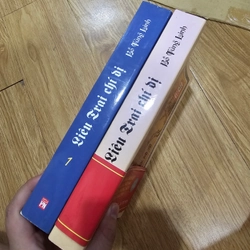 Liêu Trai chí dị
Bồ Tùng Linh
1
Liêu Trai chí dị
Bồ Tùng Linh